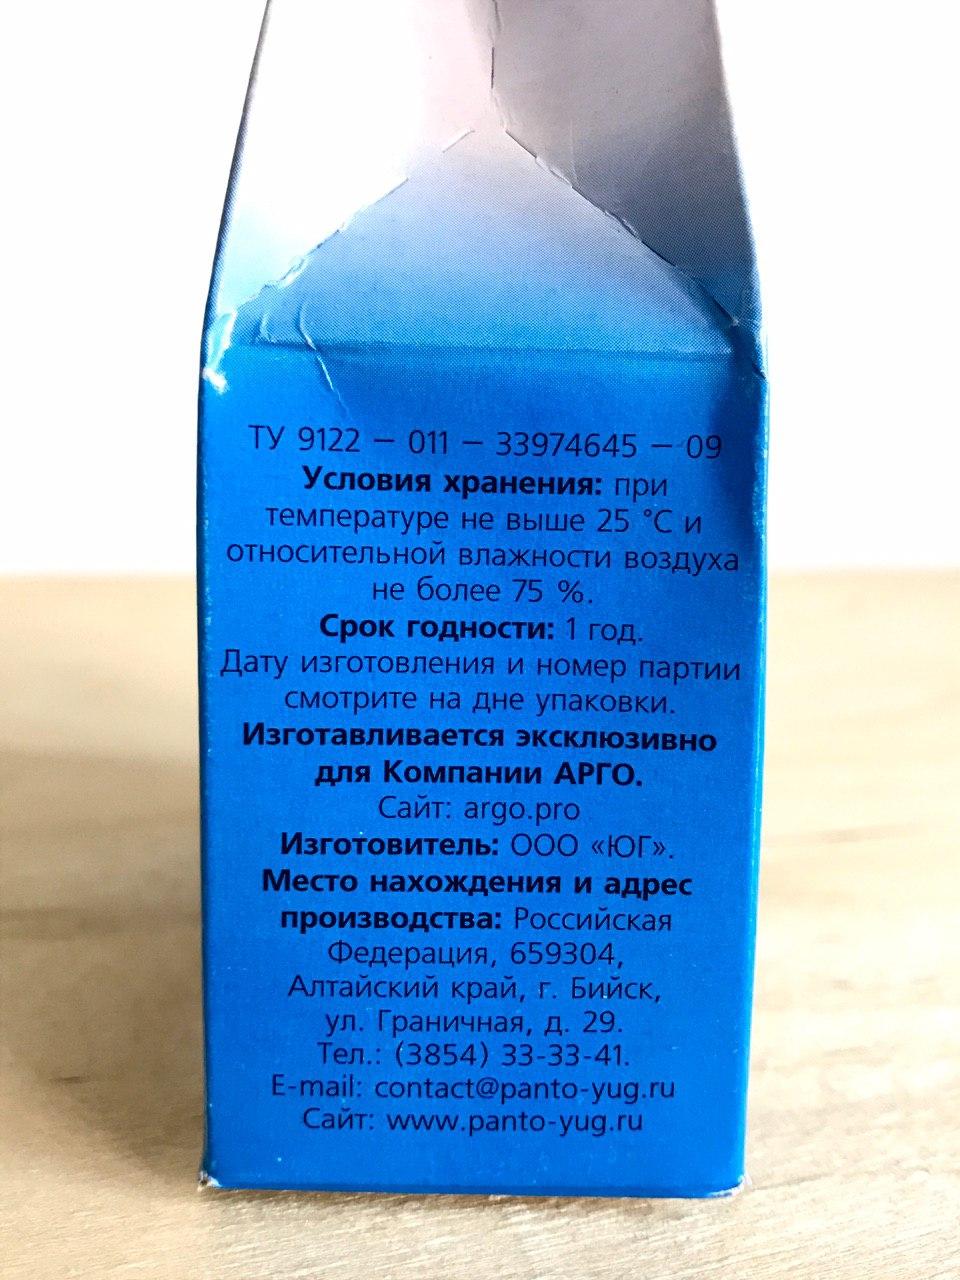 ТУ 9122 – 011 – 33974645 – 09
Условия хранения: при
температуре не выше 25 °С и
относительной влажности воздуха
не более 75 %.
Срок годности: 1 год.
Дату изготовления и номер партии
смотрите на дне упаковки.
Изготавливается эксклюзивно
для Компании АРГО.
Сайт: argo.pro
Изготовитель: ООО «ЮГ».
Место нахождения и адрес
производства: Российская
Федерация, 659304,
Алтайский край, г. Бийск,
ул. Граничная, д. 29.
Тел.: (3854) 33-33-41.
E-mail: contact@panto-yug.ru
Сайт: www.panto-yug.ru